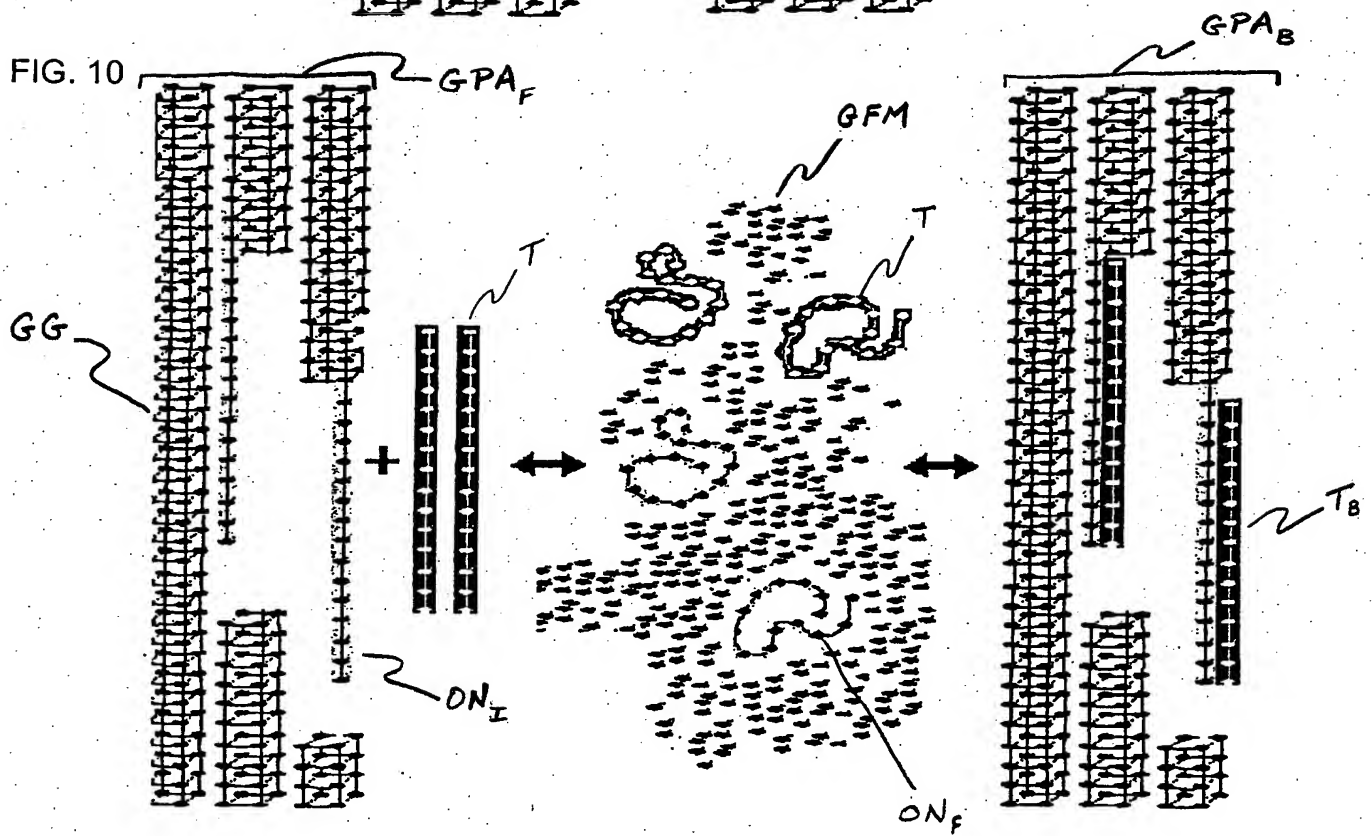 GPA_B
FIG. 10
GPA_F
GFM
T
T
GG
+
T_B
ON_I
ON_F